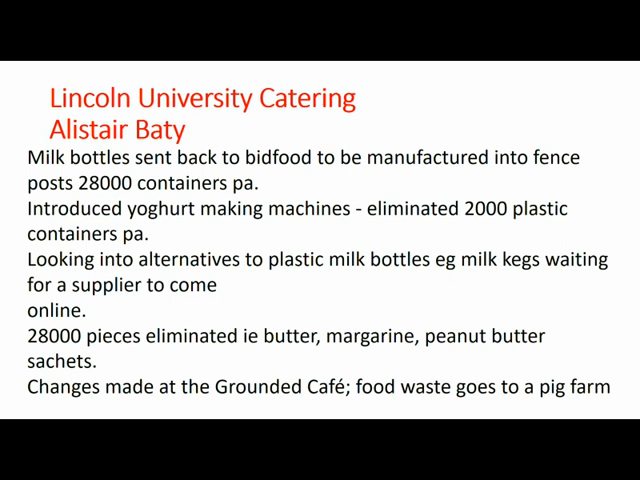 Lincoln University Catering
Alistair Baty
Milk bottles sent back to bidfood to be manufactured into fence
posts 28000 containers pa.
Introduced yoghurt making machines - eliminated 2000 plastic
containers pa.
Looking into alternatives to plastic milk bottles eg milk kegs waiting
for a supplier to come
online.
28000 pieces eliminated ie butter, margarine, peanut butter
sachets.
Changes made at the Grounded Café; food waste goes to a pig farm